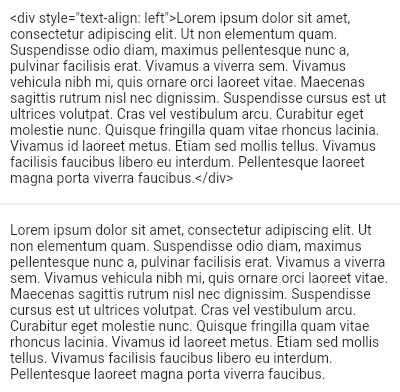 <div style="text-align: left">Lorem ipsum dolor sit amet,
consectetur adipiscing elit. Ut non elementum quam.
Suspendisse odio diam, maximus pellentesque nunc a,
pulvinar facilisis erat. Vivamus a viverra sem. Vivamus
vehicula nibh mi, quis ornare orci laoreet vitae. Maecenas
sagittis rutrum nisl nec dignissim. Suspendisse cursus est ut
ultrices volutpat. Cras vel vestibulum arcu. Curabitur eget
molestie nunc. Quisque fringilla quam vitae rhoncus lacinia.
Vivamus id laoreet metus. Etiam sed mollis tellus. Vivamus
facilisis faucibus libero eu interdum. Pellentesque laoreet
magna porta viverra faucibus.</div>
Lorem ipsum dolor sit amet, consectetur adipiscing elit. Ut
non elementum quam. Suspendisse odio diam, maximus
pellentesque nunc a, pulvinar facilisis erat. Vivamus a viverra
sem. Vivamus vehicula nibh mi, quis ornare orci laoreet vitae.
Maecenas sagittis rutrum nisl nec dignissim. Suspendisse
cursus est ut ultrices volutpat. Cras vel vestibulum arcu.
Curabitur eget molestie nunc. Quisque fringilla quam vitae
rhoncus lacinia. Vivamus id laoreet metus. Etiam sed mollis
tellus. Vivamus facilisis faucibus libero eu interdum.
Pellentesque laoreet magna porta viverra faucibus.